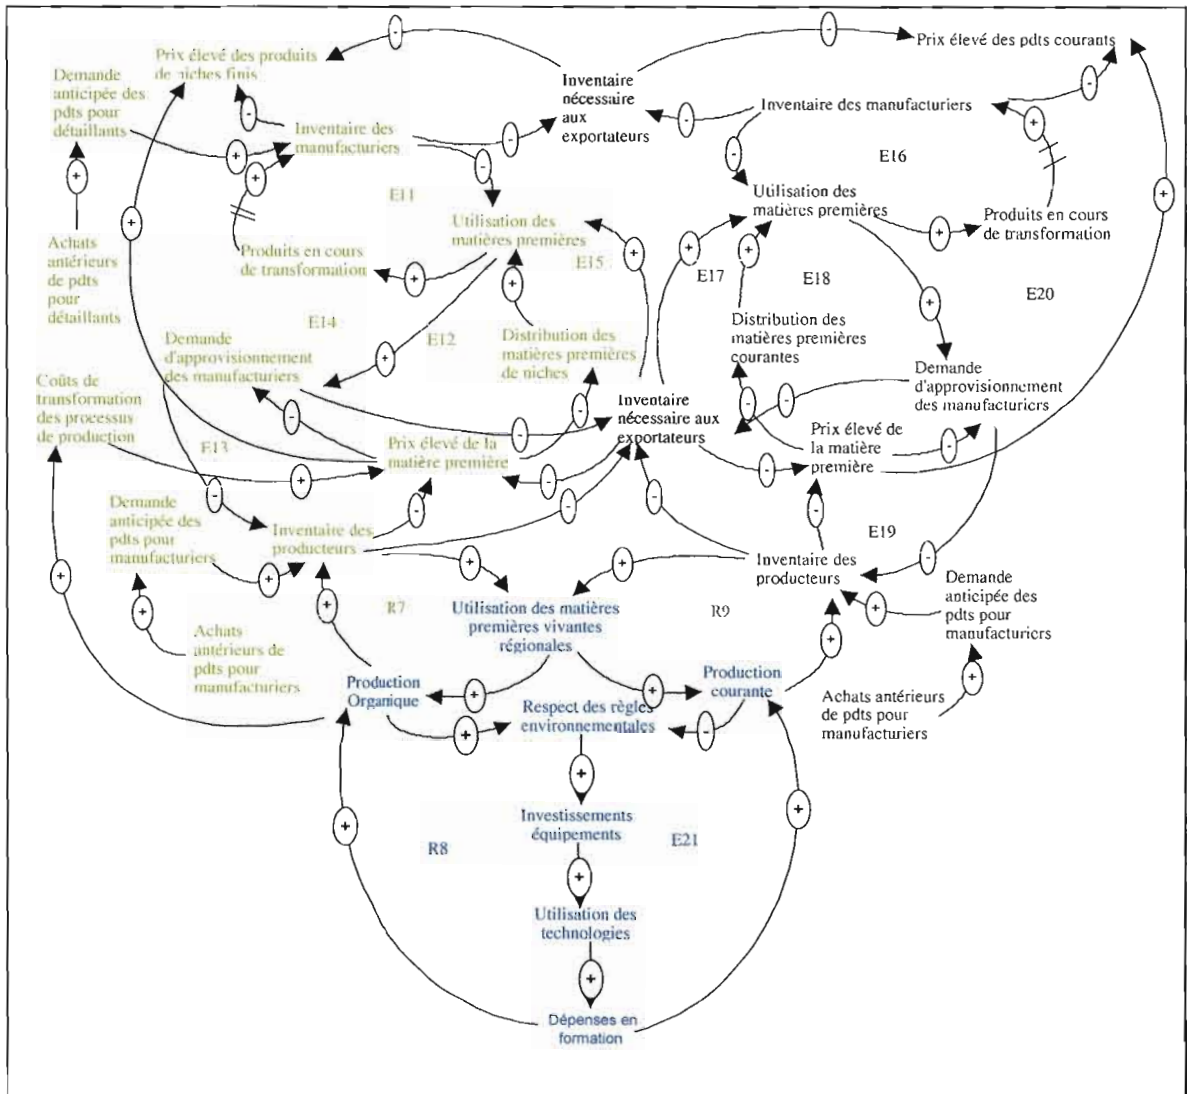 Prix élevé des produits
de niches finis
Demande
anticipée des
pdts pour
détaillants
Inventaire des
manufacturiers
Inventaire
nécessaire
aux
exportateurs
Prix élevé des pdts courants
Inventaire des manufacturiers
E16
E11
Utilisation des
matières premières
Utilisation des
matières premières
Produits en cours
de transformation
Achats
antérieurs
de pdts
pour
détaillants
Produits en cours
de transformation
E15
E17
E18
E20
E14
E12
Distribution des
matières premières
de niches
Distribution des
matières premières
courantes
Demande
d'approvisionnement
des manufacturiers
Demande
d'approvisionnement
des manufacturiers
Coûts de
transformation
des processus
de production
Inventaire
nécessaire aux
exportateurs
E13
Prix élevé de la
matière première
Prix élevé de
la matière
première
Demande
anticipée des
pdts pour
manufacturiers
Inventaire des
producteurs
E19
Inventaire des
producteurs
Demande
anticipée des
pdts pour
manufacturiers
R7
Utilisation des matières
premières vivantes
régionales
R9
Achats
antérieurs de
pdts pour
manufacturiers
Production
Organique
Production
courante
Achats antérieurs
de pdts pour
manufacturiers
Respect des règles
environnementales
Investissements
équipements
R8
E21
Utilisation des
technologies
Dépenses en
formation